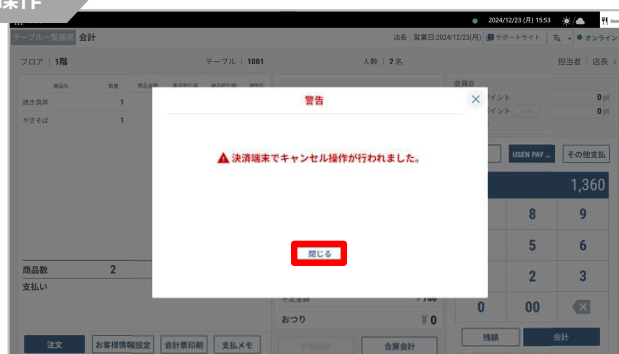 操作
2024/12/23 (月) 15:53
テーブル一覧画面 会計
店長 | 営業日:2024/12/23(月) サポートサイト オンライン
フロア | 1階 テーブル | 1001 人数 | 2 名 担当者 | 店長
商品名 数量
焼き魚丼 1
やきそば 1
会員ID
ポイント 0 pt
ポイント 0 pt
警告
決済端末でキャンセル操作が行われました。
閉じる
USEN PAY ... その他支払
1,360
8 9
5 6
2 3
0 00
商品数 2
支払い
おつり ¥ 0
残額 会計
注文 お客様情報設定 会計票印刷 支払メモ 合算会計